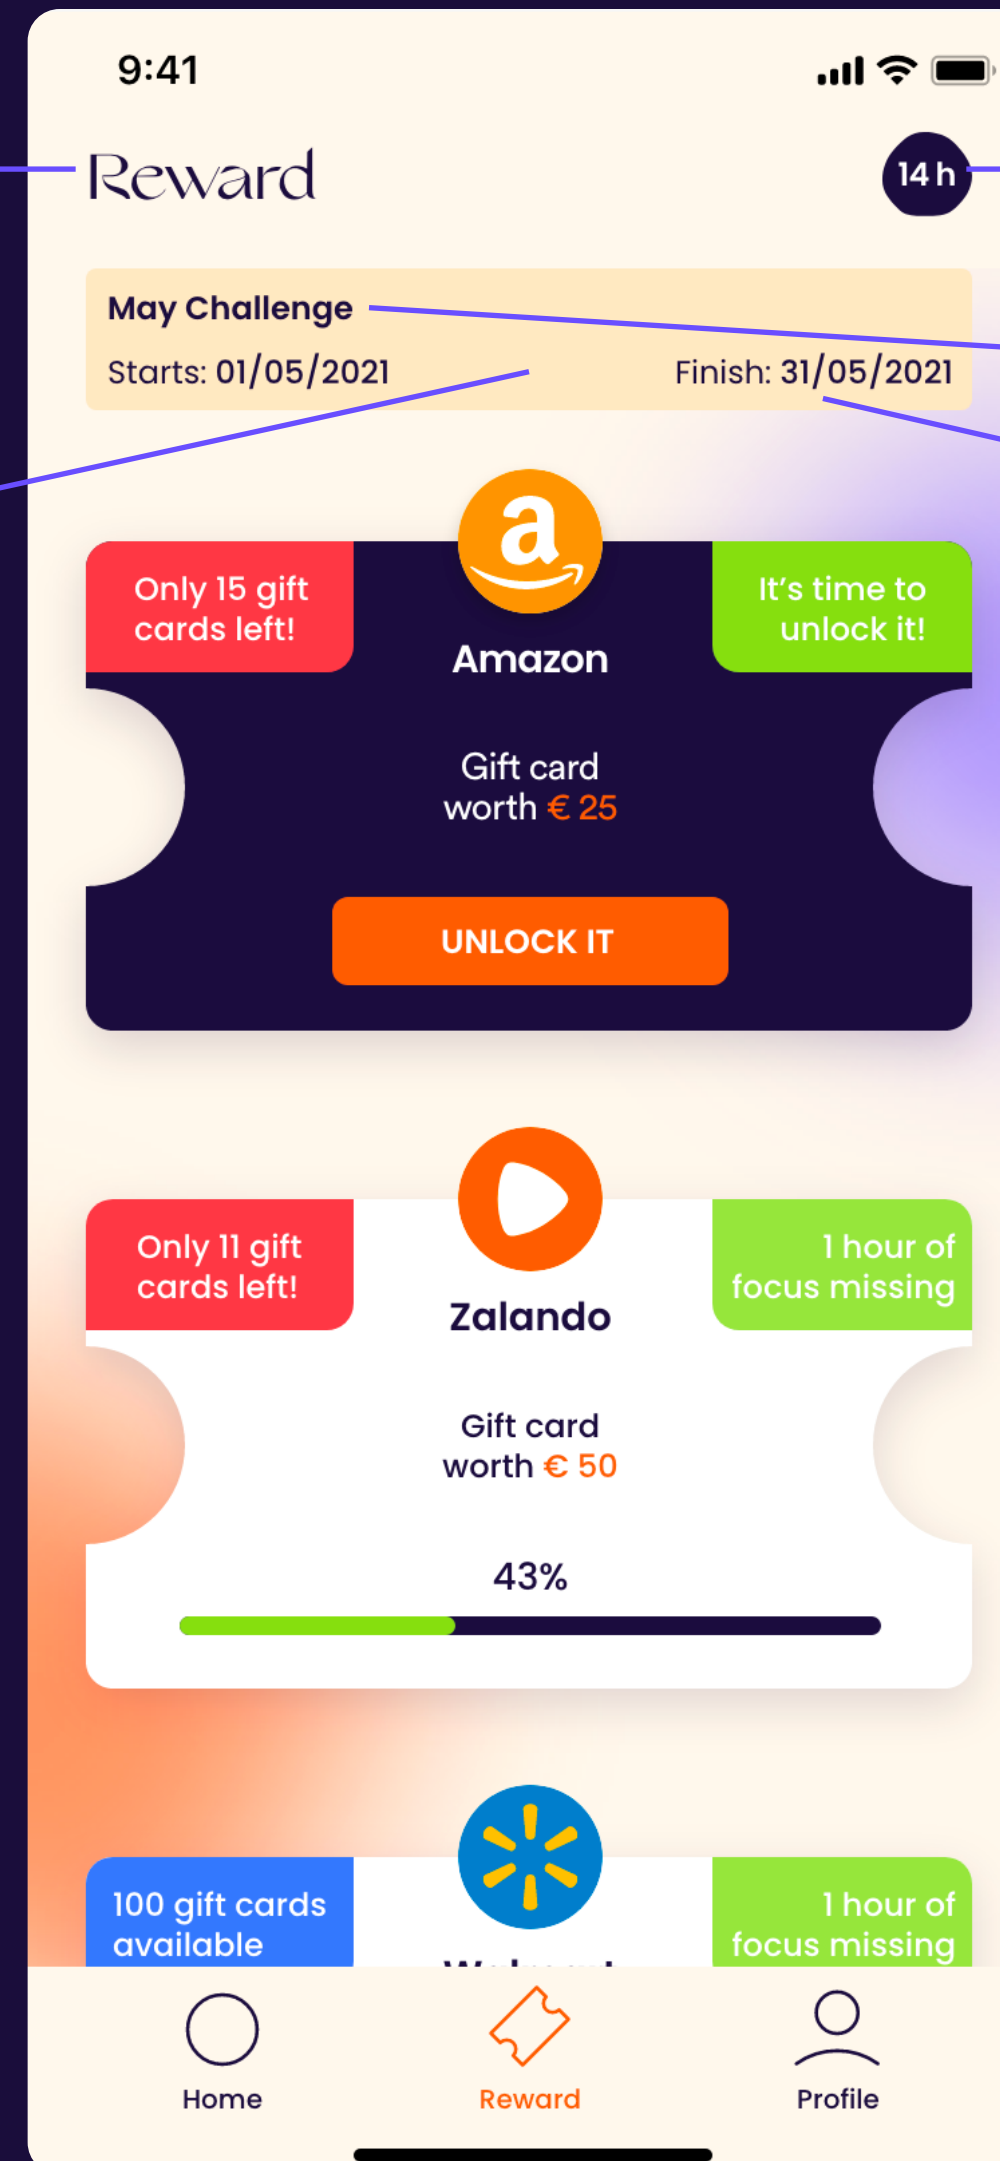 9:41
Reward
14 h
May Challenge
Starts: 01/05/2021
Finish: 31/05/2021
a
Only 15 gift
cards left!
It's time to
unlock it!
Amazon
Gift card
worth € 25
UNLOCK IT
Only 11 gift
cards left!
1 hour of
focus missing
Zalando
Gift card
worth € 50
43%
100 gift cards
available
1 hour of
focus missing
Home
Reward
Profile